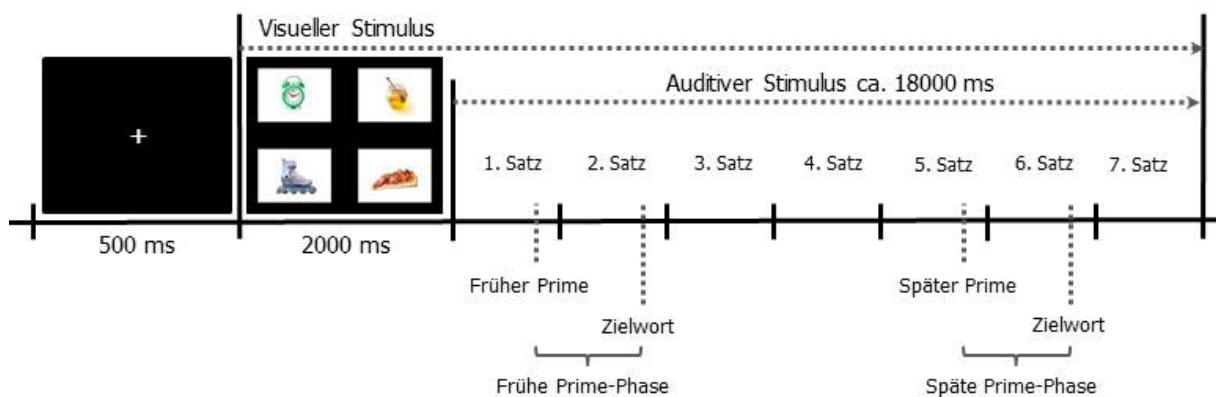 Visueller Stimulus
Auditiver Stimulus ca. 18000 ms
1. Satz 2. Satz 3. Satz 4. Satz 5. Satz 6. Satz 7. Satz
500 ms 2000 ms
Früher Prime Später Prime
Zielwort Zielwort
Frühe Prime-Phase Späte Prime-Phase